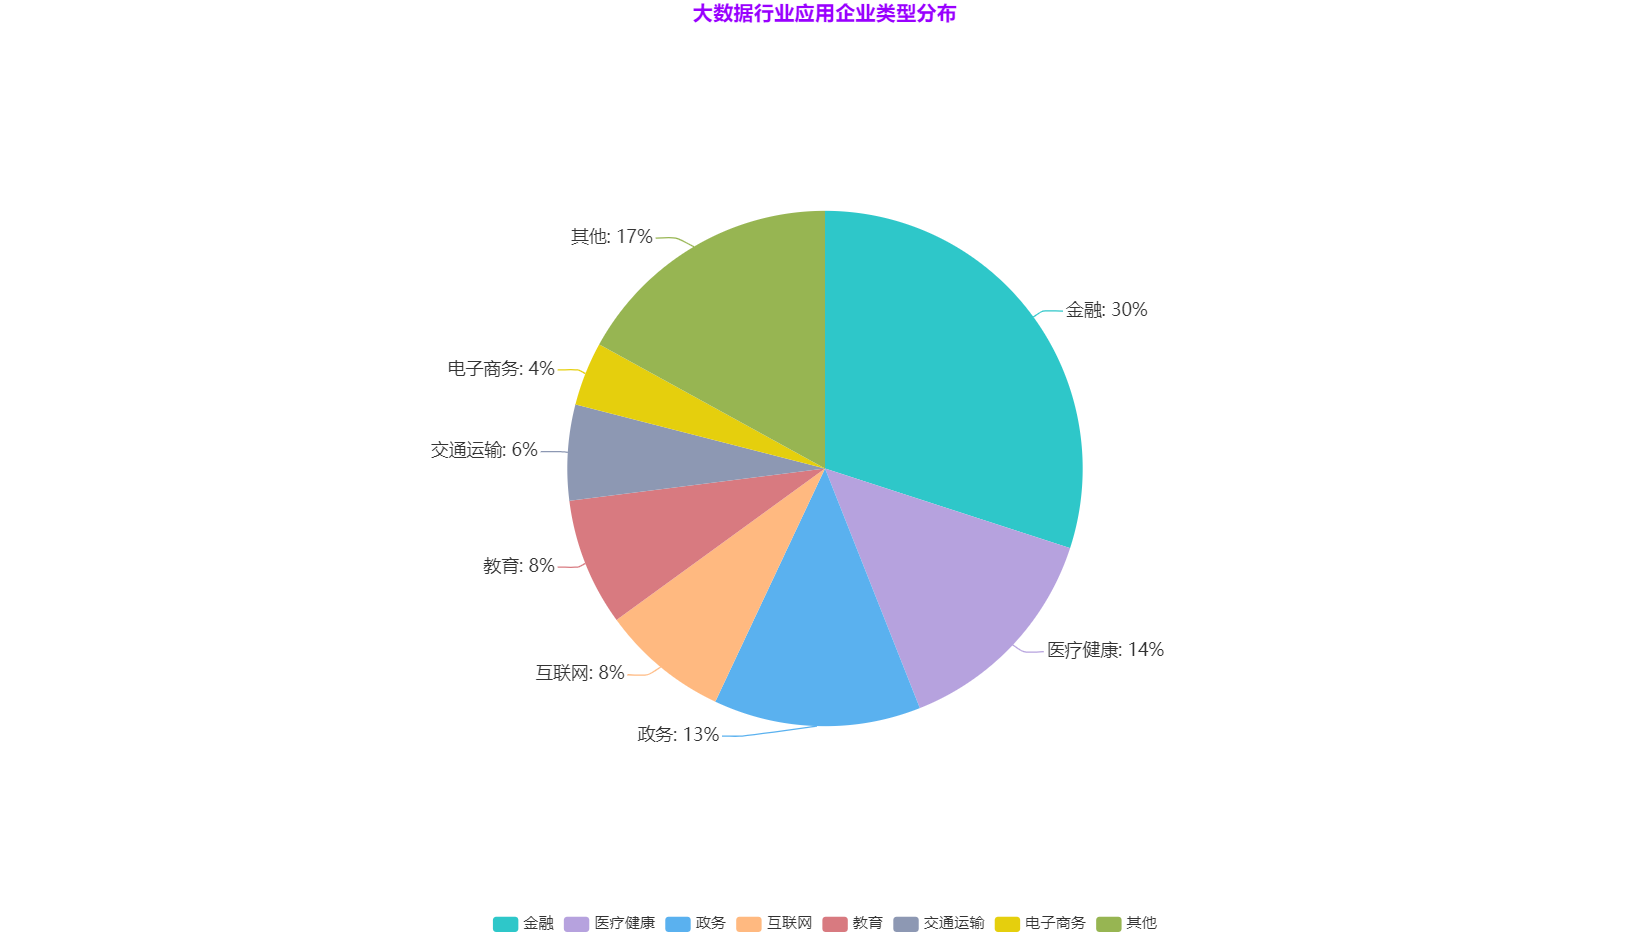 大数据行业应用企业类型分布
其他: 17%
金融: 30%
电子商务: 4%
交通运输: 6%
教育: 8%
医疗健康: 14%
互联网: 8%
政务: 13%
金融 医疗健康 政务 互联网 教育 交通运输 电子商务 其他